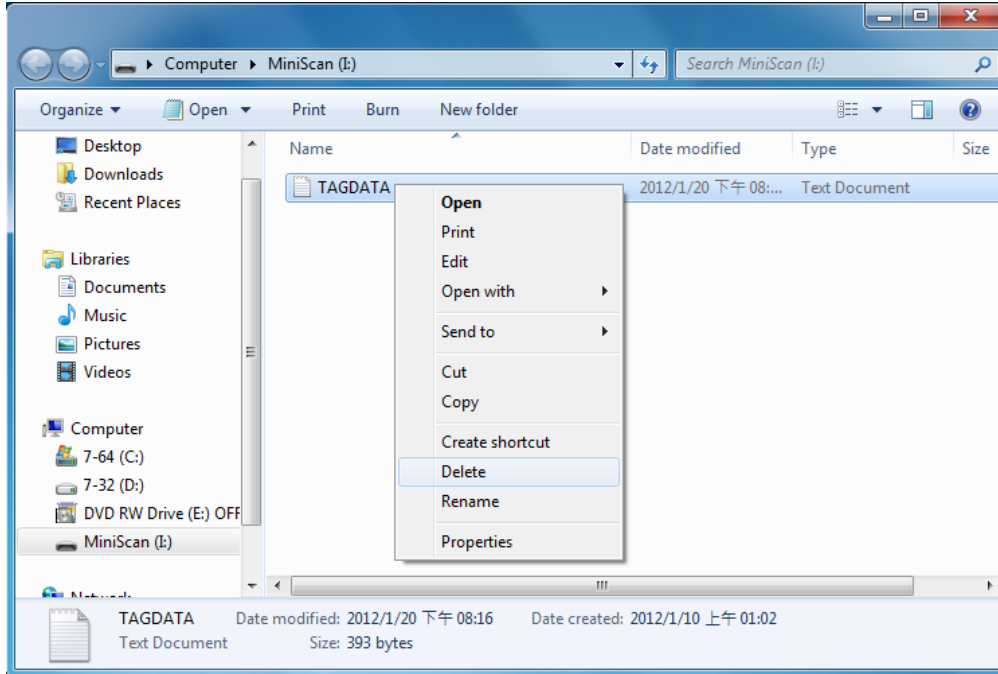 Computer MiniScan (I:) Search MiniScan (I:)
Organize Open Print Burn New folder
Desktop
Downloads
Recent Places
Libraries
Documents
Music
Pictures
Videos
Computer
7-64 (C:)
7-32 (D:)
DVD RW Drive (E:) OFF
MiniScan (I:)
Network
Name Date modified Type Size
TAGDATA 2012/1/20 下午 08:... Text Document
Open
Print
Edit
Open with
Send to
Cut
Copy
Create shortcut
Delete
Rename
Properties
TAGDATA Date modified: 2012/1/20 下午 08:16 Date created: 2012/1/10 上午 01:02
Text Document Size: 393 bytes